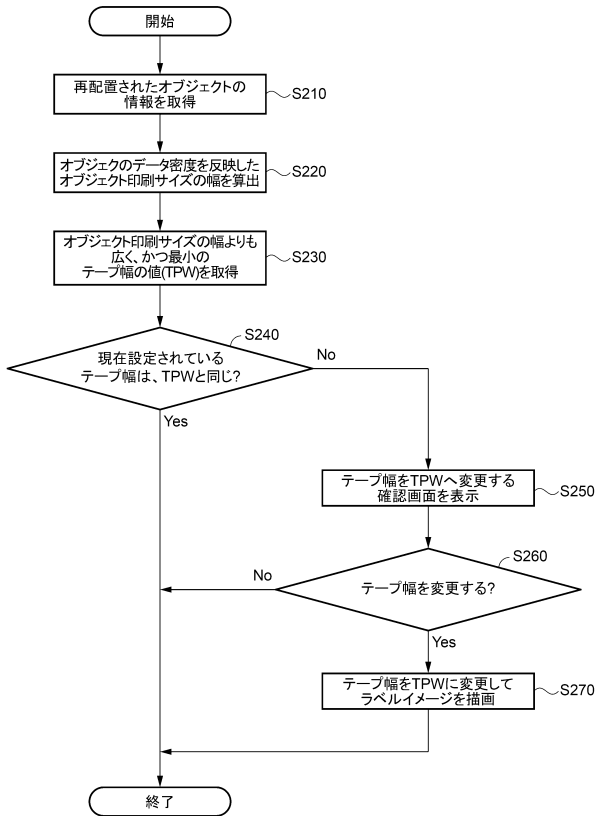 開始
再配置されたオブジェクトの
情報を取得
S210
オブジェクのデータ密度を反映した
オブジェクト印刷サイズの幅を算出
S220
オブジェクト印刷サイズの幅よりも
広く、かつ最小の
テープ幅の値(TPW)を取得
S230
S240
現在設定されている
テープ幅は、TPWと同じ?
No
Yes
テープ幅をTPWへ変更する
確認画面を表示
S250
S260
テープ幅を変更する?
No
Yes
テープ幅をTPWに変更して
ラベルイメージを描画
S270
終了